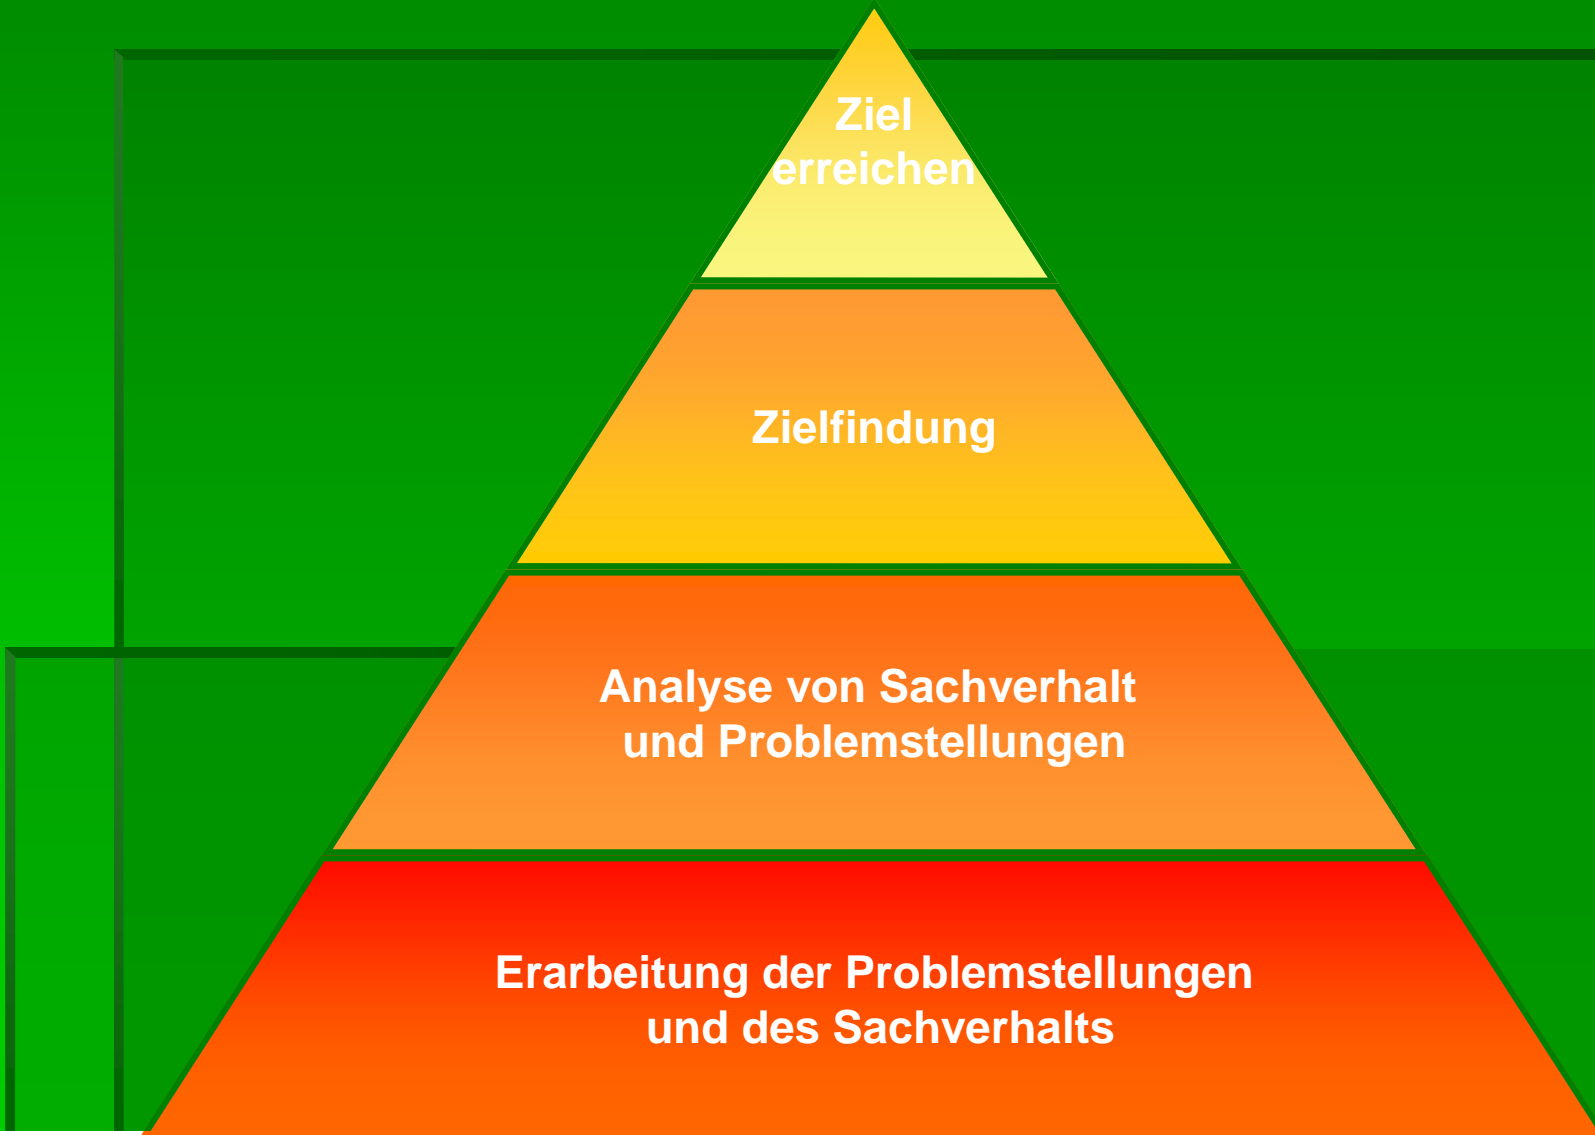 Ziel
erreichen
Zielfindung
Analyse von Sachverhalt
und Problemstellungen
Erarbeitung der Problemstellungen
und des Sachverhalts